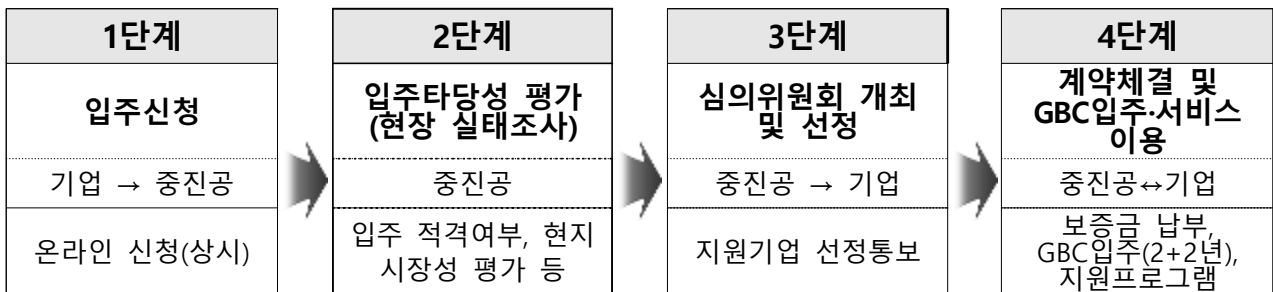 1단계
입주신청
기업 → 중진공
온라인 신청(상시)
2단계
입주타당성 평가
(현장 실태조사)
중진공
입주 적격여부, 현지
시장성 평가 등
3단계
심의위원회 개최
및 선정
중진공 → 기업
지원기업 선정통보
4단계
계약체결 및
GBC입주·서비스
이용
중진공↔기업
보증금 납부,
GBC입주(2+2년),
지원프로그램